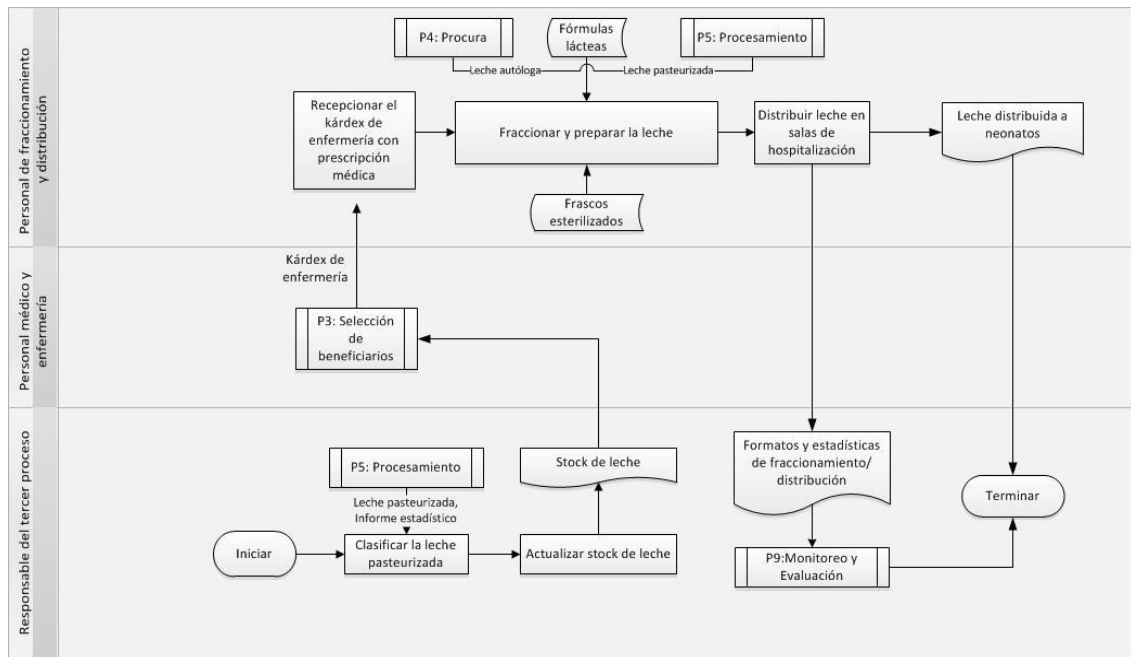 Personal de fraccionamiento
y distribución
P4: Procura
Fórmulas
lácteas
P5: Procesamiento
Leche autóloga
Leche pasteurizada
Recepcionar el
kárdex de
enfermería con
prescripción
médica
Fraccionar y preparar la leche
Distribuir leche en
salas de
hospitalización
Leche distribuida a
neonatos
Frascos
esterilizados
Personal médico y
enfermería
Kárdex de
enfermería
P3: Selección
de
beneficiarios
Responsable del tercer proceso
P5: Procesamiento
Leche pasteurizada,
Informe estadístico
Stock de leche
Formatos y estadísticas
de fraccionamiento/
distribución
Terminar
Iniciar
Clasificar la leche
pasteurizada
Actualizar stock de leche
P9:Monitoreo y
Evaluación